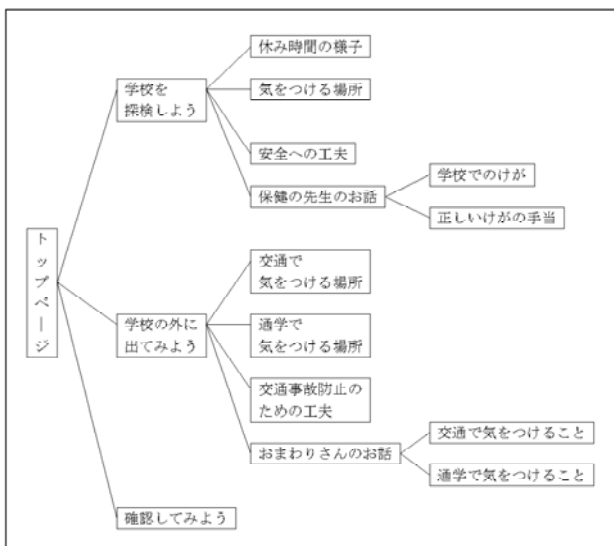 トップページ
学校を
探検しよう
休み時間の様子
気をつける場所
安全への工夫
保健の先生のお話
学校でのけが
正しいけがの手当
学校の外に
出てみよう
交通で
気をつける場所
通学で
気をつける場所
交通事故防止の
ための工夫
おまわりさんのお話
交通で気をつけること
通学で気をつけること
確認してみよう